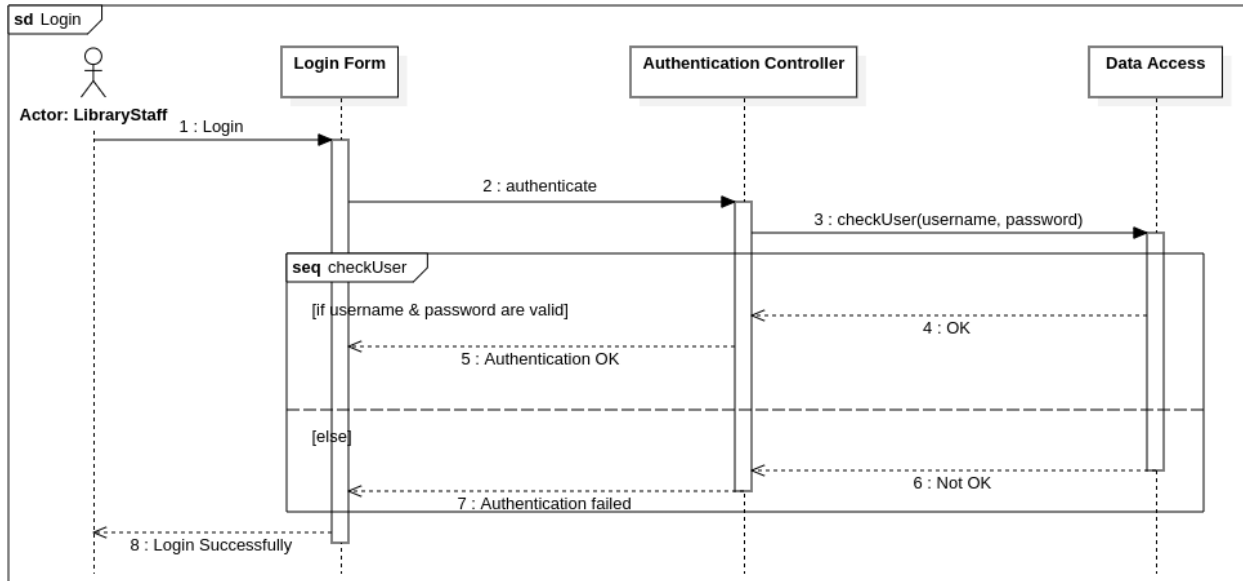 sd Login
Actor: LibraryStaff
Login Form
Authentication Controller
Data Access
1 : Login
2 : authenticate
3 : checkUser(username, password)
seq checkUser
[if username & password are valid]
4 : OK
5 : Authentication OK
[else]
6 : Not OK
7 : Authentication failed
8 : Login Successfully